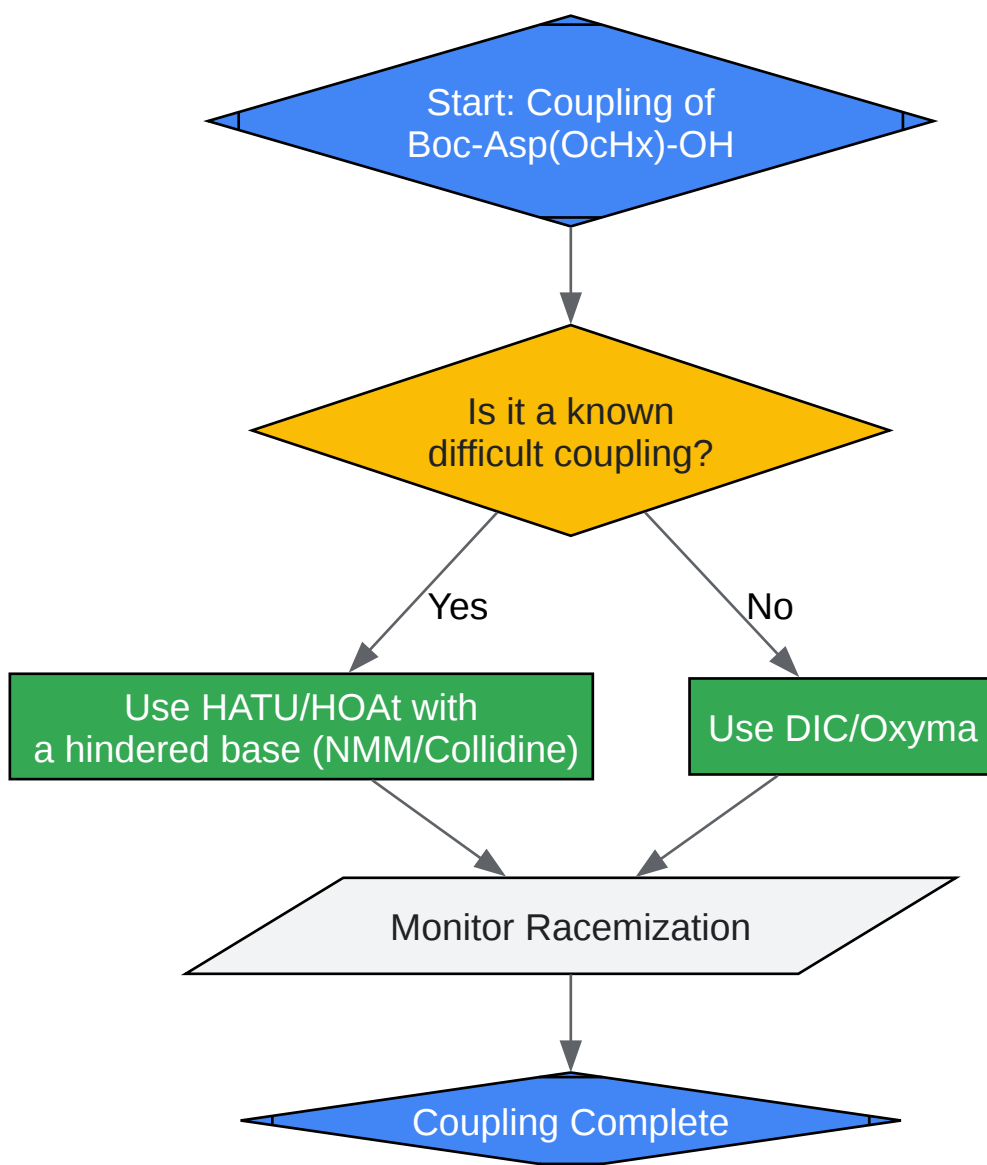 Start: Coupling of
Boc-Asp(OcHx)-OH
Is it a known
difficult coupling?
Yes
No
Use HATU/HOAt with
a hindered base (NMM/Collidine)
Use DIC/Oxyma
Monitor Racemization
Coupling Complete